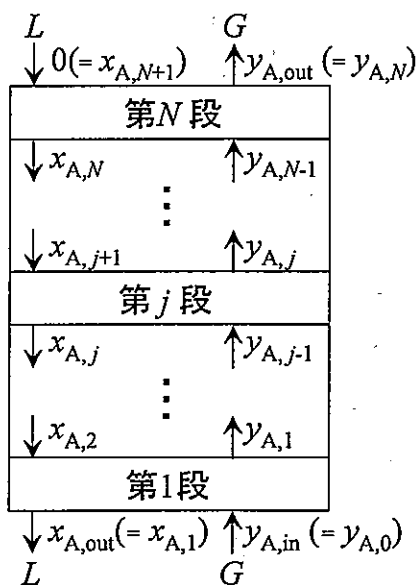 L G
0(= x_{A,N+1}) y_{A,out} (= y_{A,N})
第N段
x_{A,N} y_{A,N-1}
⋮
x_{A,j+1} y_{A,j}
第j段
x_{A,j} y_{A,j-1}
⋮
x_{A,2} y_{A,1}
第1段
x_{A,out}(= x_{A,1}) y_{A,in} (= y_{A,0})
L G